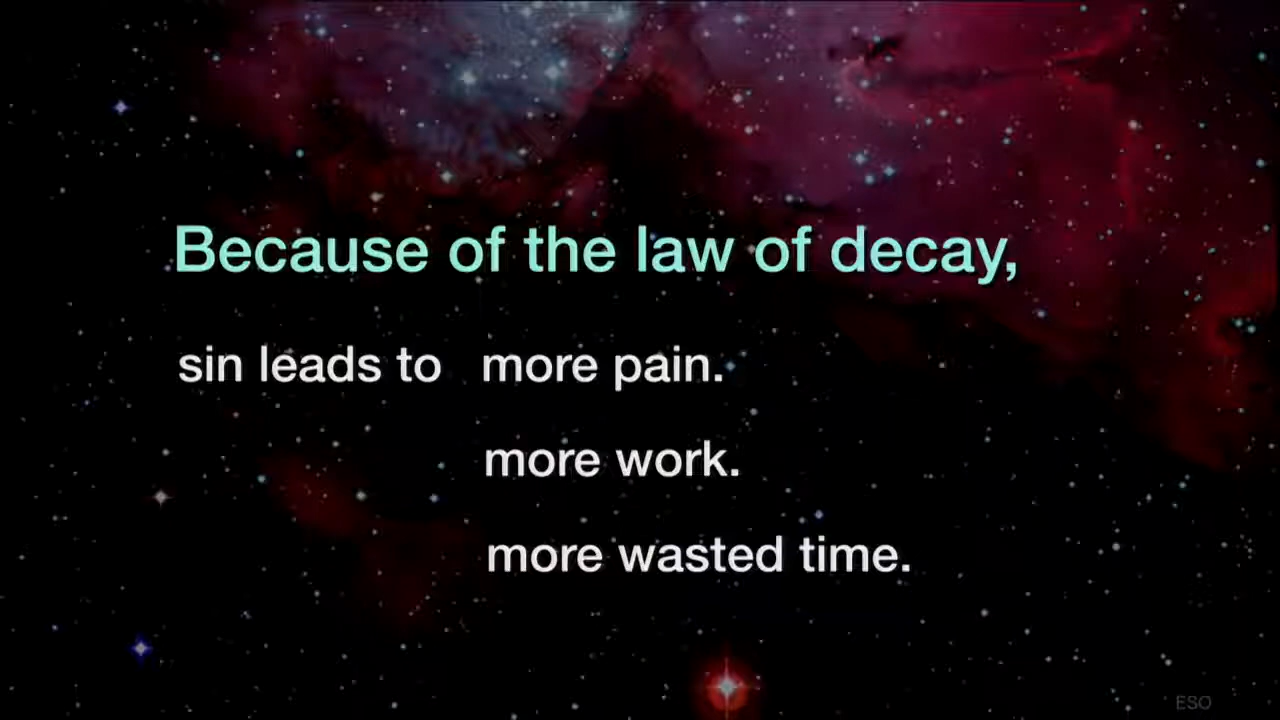 Because of the law of decay,
sin leads to more pain.
more work.
more wasted time.
ESO